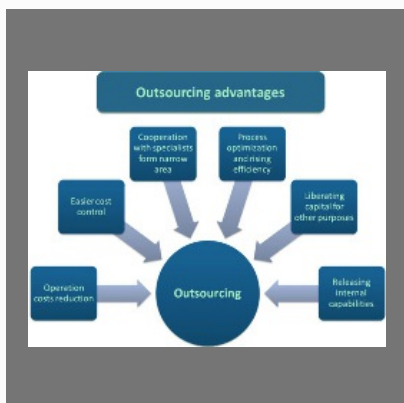 Outsourcing advantages
Cooperation
with specialists
form narrow
area
Process
optimization
and rising
efficiency
Easier cost
control
Liberating
capital for
other purposes
Operation
costs reduction
Outsourcing
Releasing
internal
capabilities